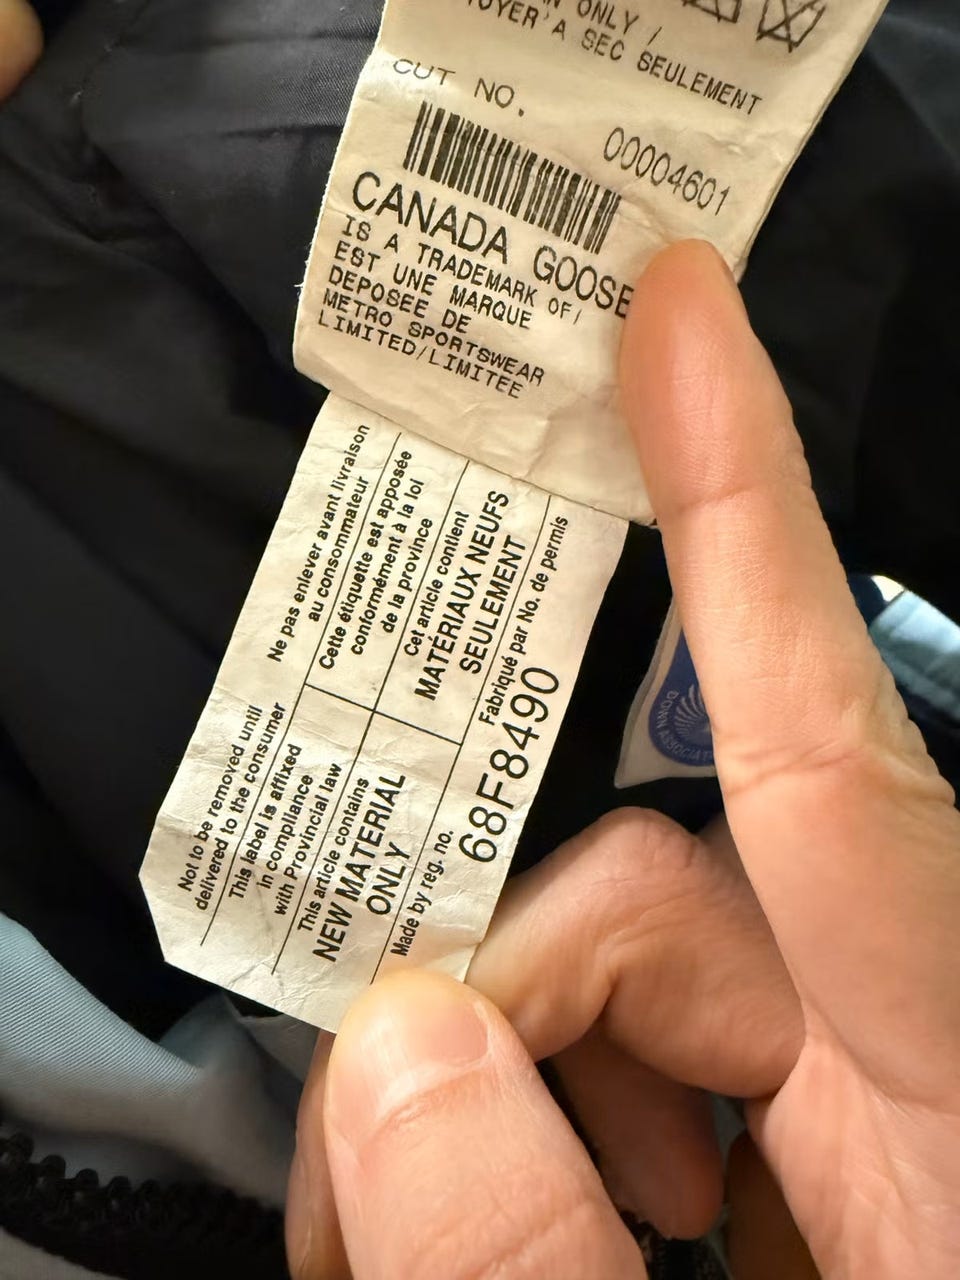 ONLY /
A SEC SEULEMENT
CUT NO.
00004601
CANADA GOOSE
IS A TRADEMARK OF/
EST UNE MARQUE
DEPOSEE DE
METRO SPORTSWEAR
LIMITED/LIMITEE
Ne pas enlever avant livraison
au consommateur
Cette étiquette est apposée
conformément à la loi
de la province
Cet article contient
MATÉRIAUX NEUFS
SEULEMENT
Fabriqué par No. de permis
Not to be removed until
delivered to the consumer
This label is affixed
in compliance
with Provincial law
This article contains
NEW MATERIAL
ONLY
Made by reg. no.
68F8490
DOWN